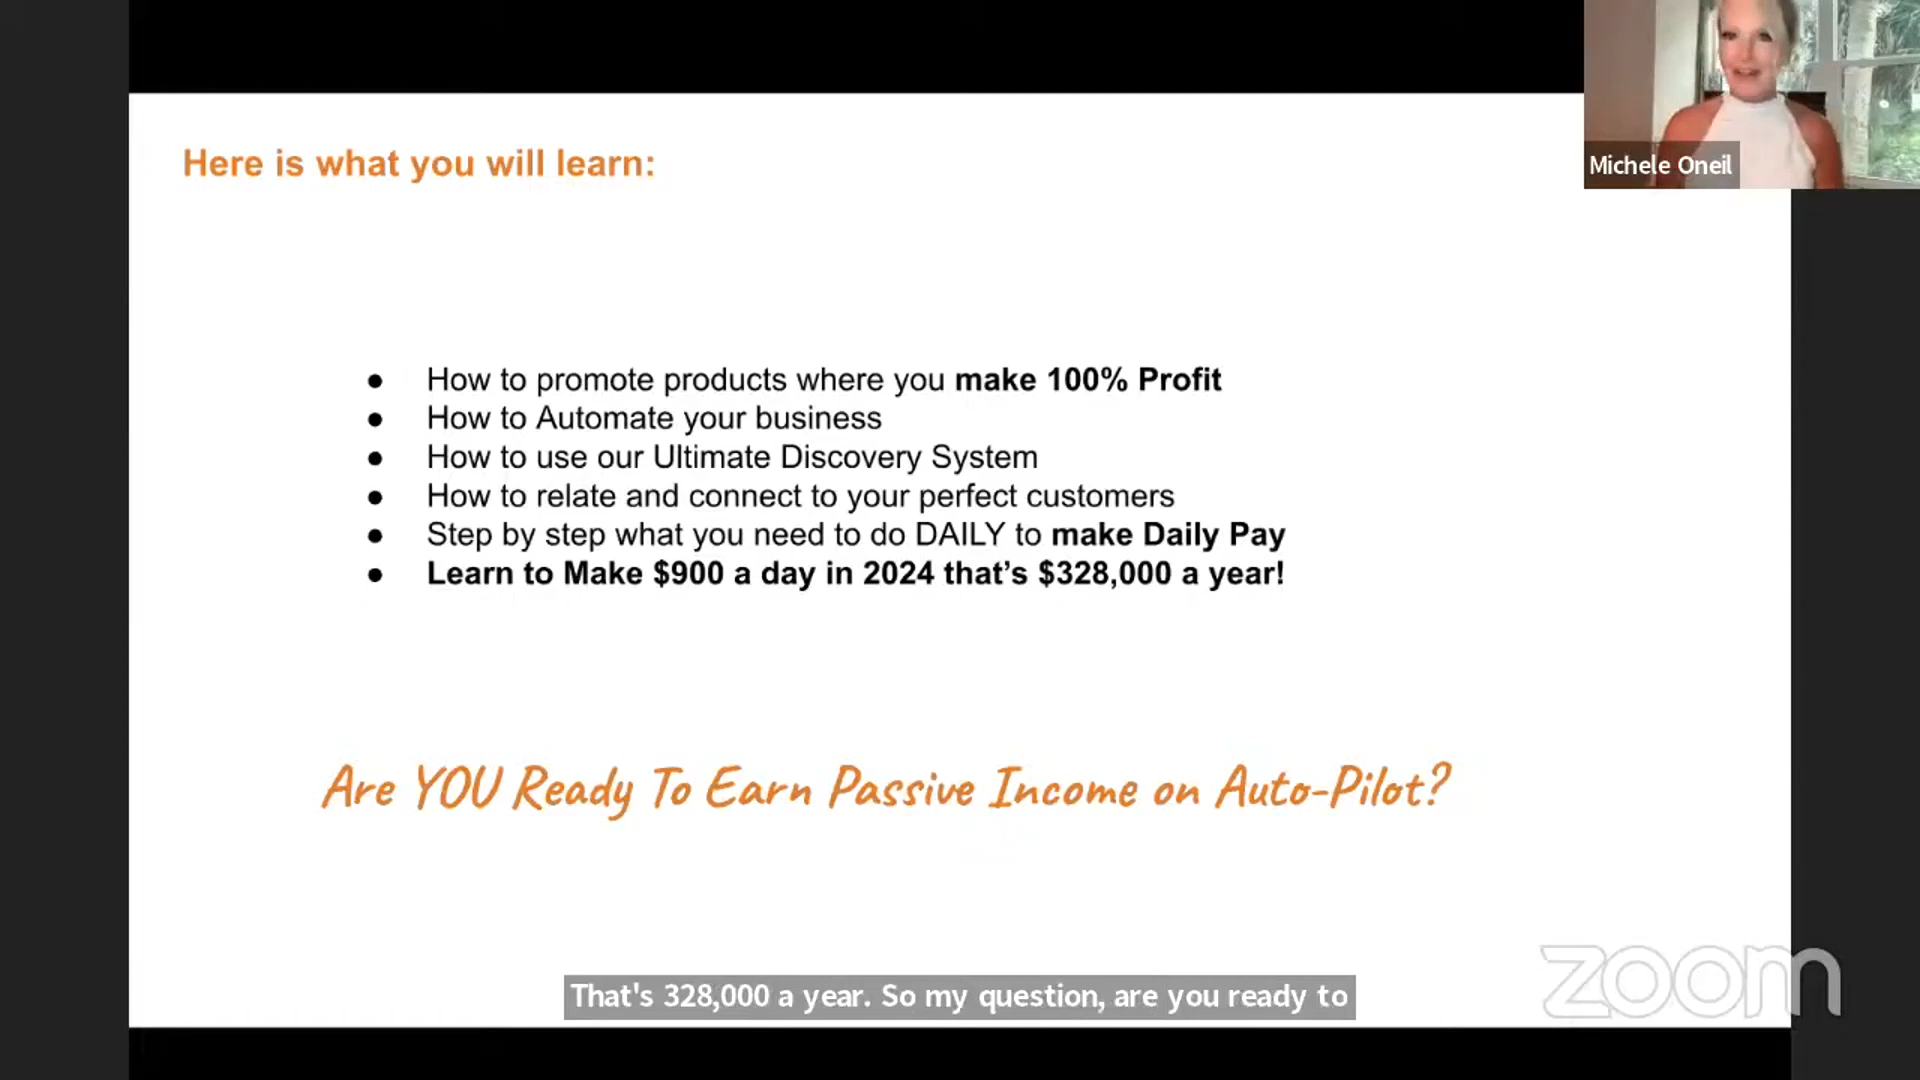 Here is what you will learn:
Michele Oneil
● How to promote products where you make 100% Profit
● How to Automate your business
● How to use our Ultimate Discovery System
● How to relate and connect to your perfect customers
● Step by step what you need to do DAILY to make Daily Pay
● Learn to Make $900 a day in 2024 that’s $328,000 a year!
Are YOU Ready To Earn Passive Income on Auto-Pilot?
That's 328,000 a year. So my question, are you ready to
zoom